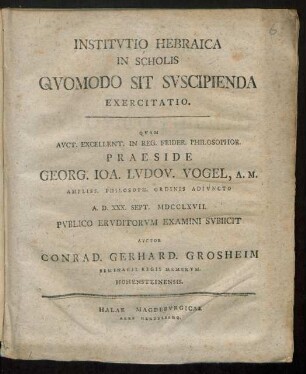 INSTITVTIO HEBRAICA
IN SCHOLIS
QVOMODO SIT SVSCIPIENDA
EXERCITATIO.
QVAM
AVCT. EXCELLENT. IN REG. FRIDER. PHILOSOPHOR.
PRAESIDE
GEORG. IOA. LVDOV. VOGEL, A. M.
AMPLISS. PHILOSOPH. ORDINIS ADIVNCTO
A. D. XXX. SEPT. MDCCLXVII.
PVBLICO ERVDITORVM EXAMINI SVBIICIT
AVCTOR
CONRAD. GERHARD. GROSHEIM
REGII
HOHENSTEINENSIS.
HALAE MAGDEBVRGICAE